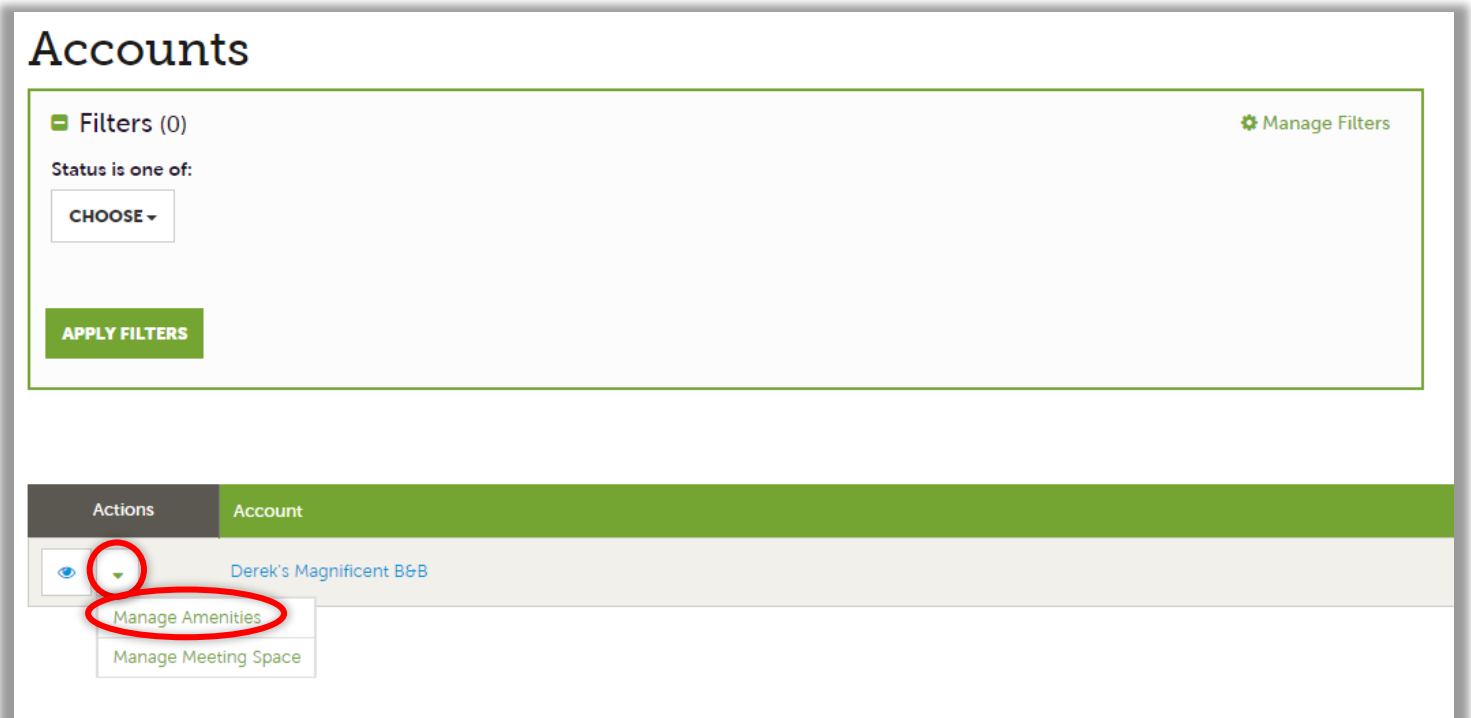 Accounts
Filters (0)
Manage Filters
Status is one of:
CHOOSE
APPLY FILTERS
Actions
Account
Derek's Magnificent B&B
Manage Amenities
Manage Meeting Space